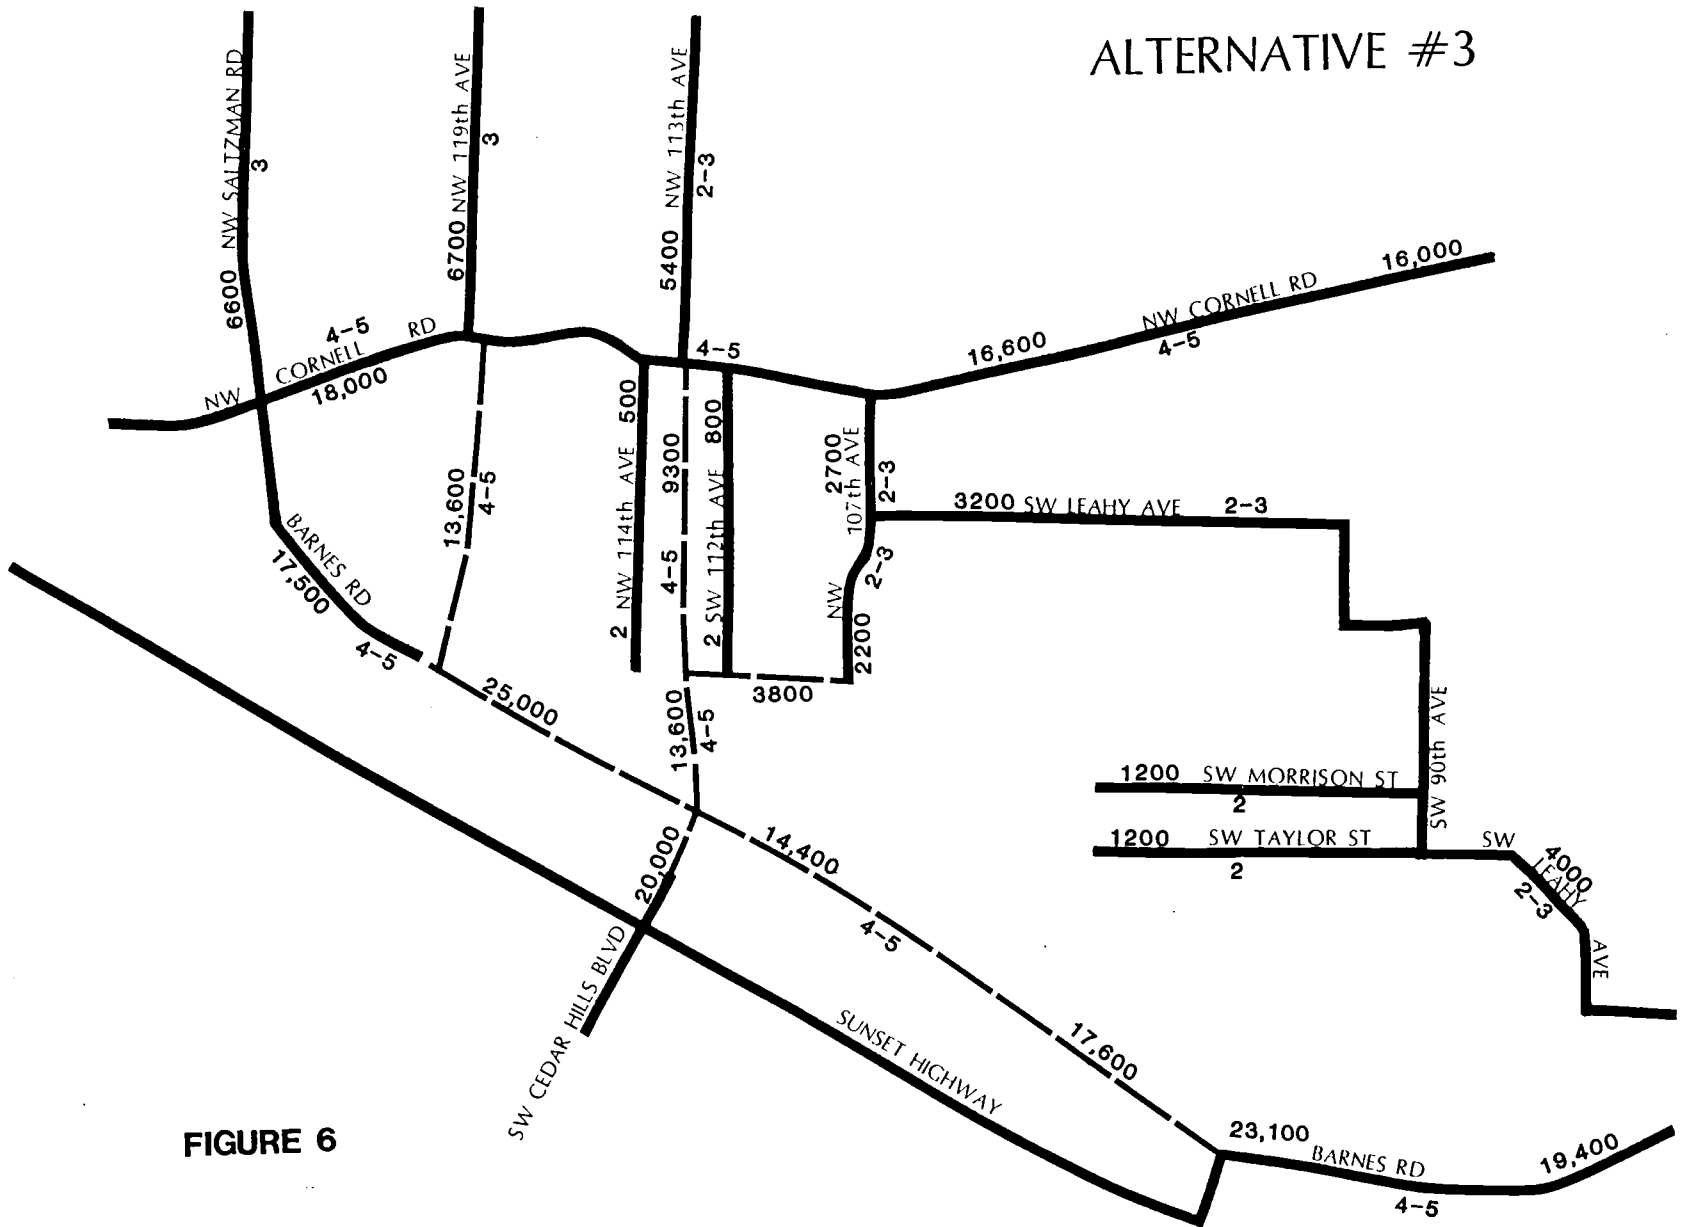 ALTERNATIVE #3
NW SALTZMAN RD
3
6600
NW 119th AVE
3
6700
NW 113th AVE
2-3
5400
NW CORNELL RD
4-5
18,000
4-5
16,600
NW CORNELL RD
4-5
16,000
BARNES RD
17,500
4-5
13,600
4-5
500
NW 114th AVE
2
9300
4-5
800
SW 112th AVE
2
2700
NW 107th AVE
2-3
2-3
2200
3200 SW LEAHY AVE 2-3
3800
13,600
4-5
25,000
20,000
14,400
4-5
17,600
1200 SW MORRISON ST
2
1200 SW TAYLOR ST
2
SW 90th AVE
SW LEAHY AVE
4000
2-3
SW CEDAR HILLS BLVD
SUNSET HIGHWAY
23,100
BARNES RD
4-5
19,400
FIGURE 6